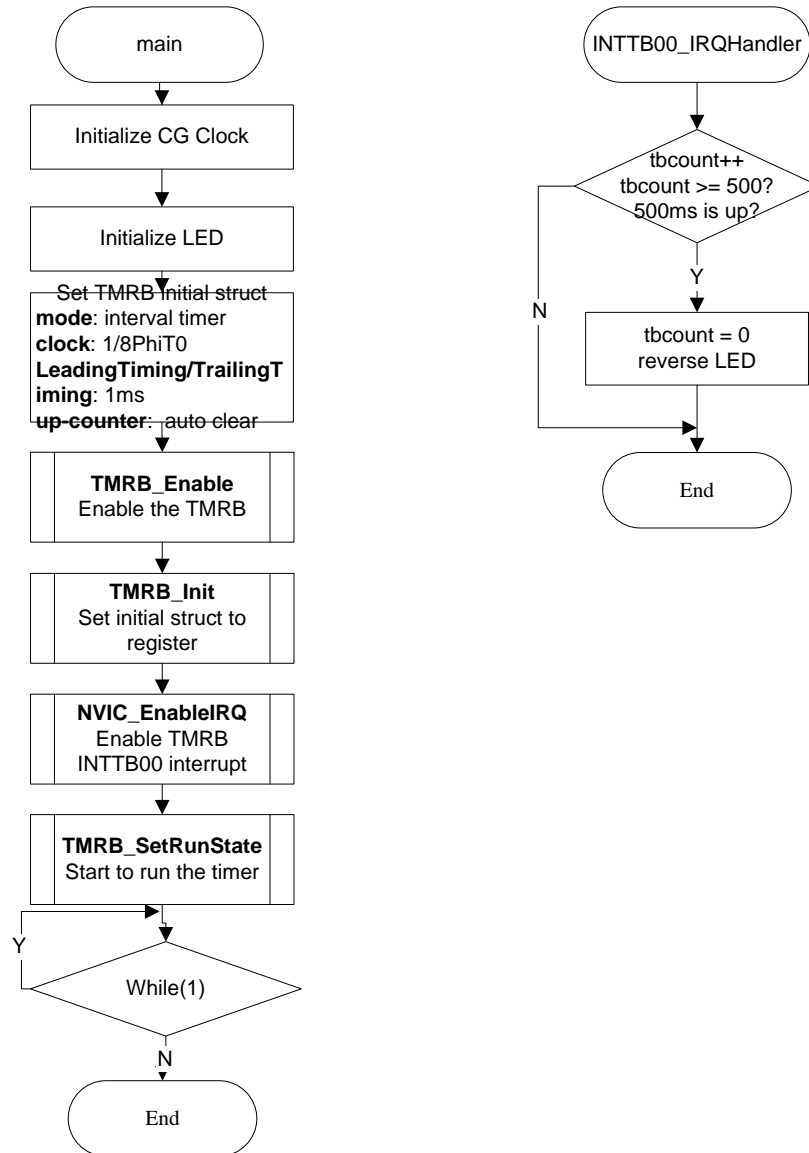 main
Initialize CG Clock
Initialize LED
Set TMRB initial struct
mode: interval timer
clock: 1/8PhiT0
LeadingTiming/TrailingT
iming: 1ms
up-counter: auto clear
TMRB_Enable
Enable the TMRB
TMRB_Init
Set initial struct to
register
NVIC_EnableIRQ
Enable TMRB
INTTB00 interrupt
TMRB_SetRunState
Start to run the timer
Y
While(1)
N
End
INTTB00_IRQHandler
tbcount++
tbcount >= 500?
500ms is up?
Y
N
tbcount = 0
reverse LED
End